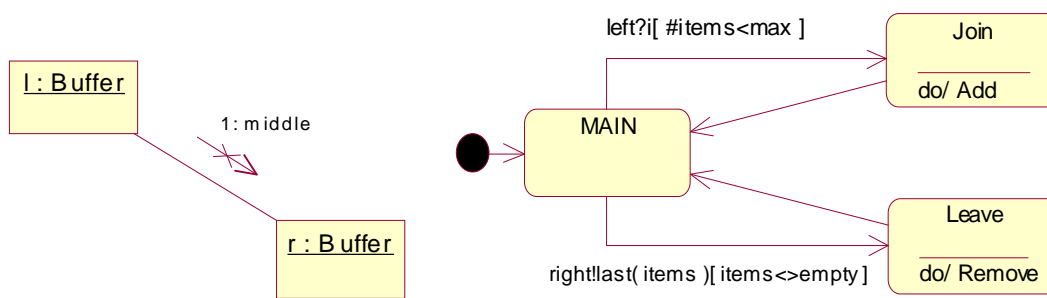 l : Buffer
1: middle
r : Buffer
left?i[ #items<max ]
Join
do/ Add
MAIN
Leave
do/ Remove
right!last( items )[ items<>empty ]